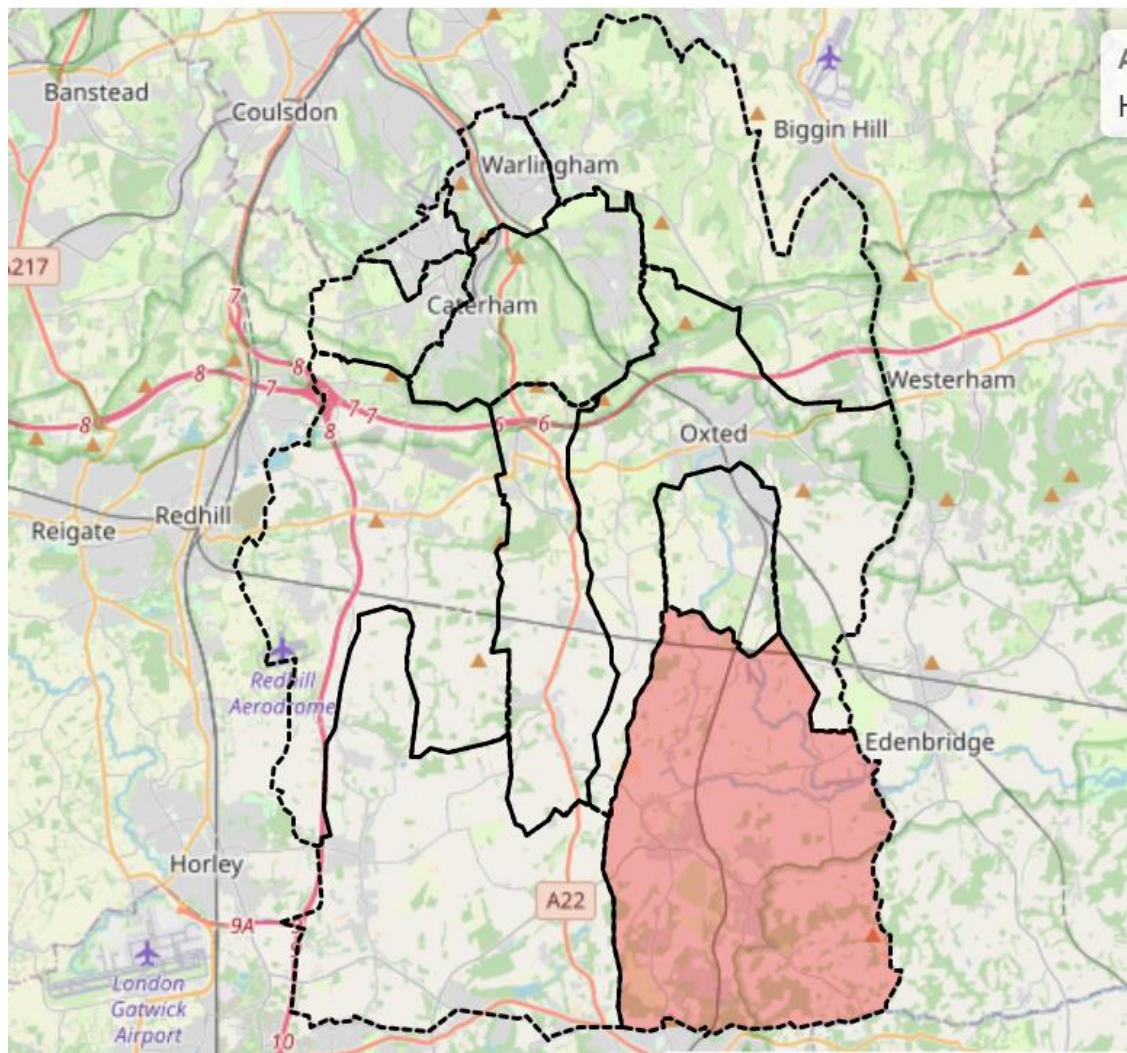 A
H
Banstead
Coulsdon
Biggin Hill
Warlingham
A217
7
Caterham
8
8
7
7
7
8
8
6
6
Westerham
Oxted
Reigate
Redhill
Redhill
Aerodrome
Edenbridge
Horley
A22
9A
London
Gatwick
Airport
10